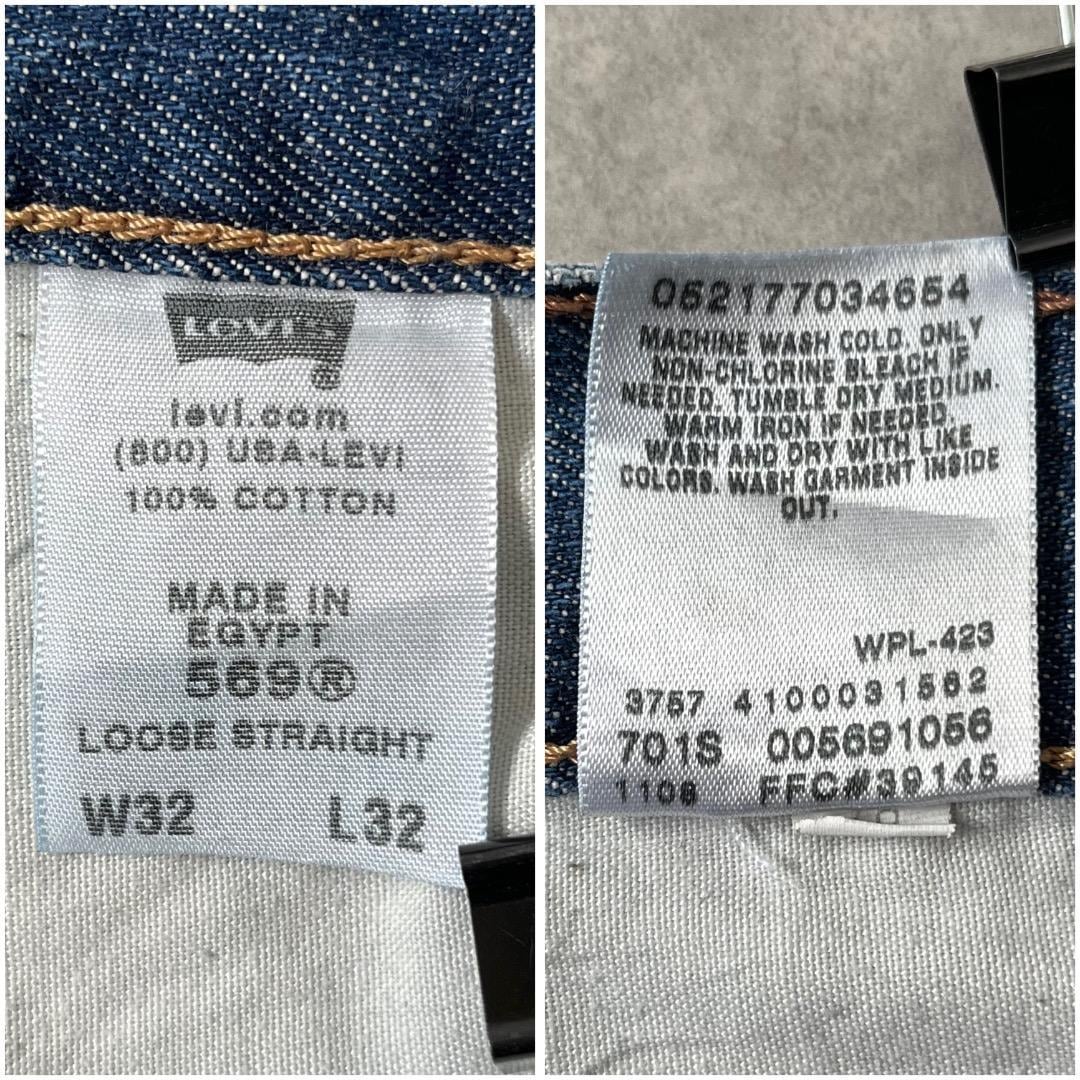 LEVI'S
®
levi.com
(800) USA-LEVI
100% COTTON
MADE IN
EGYPT
569®
LOOSE STRAIGHT
W32 L32
052177034654
MACHINE WASH COLD. ONLY
NON-CHLORINE BLEACH IF
NEEDED. TUMBLE DRY MEDIUM.
WARM IRON IF NEEDED.
WASH AND DRY WITH LIKE
COLORS. WASH GARMENT INSIDE
OUT.
WPL-423
3757 4100031562
701S 005691056
1108 FFC#39145